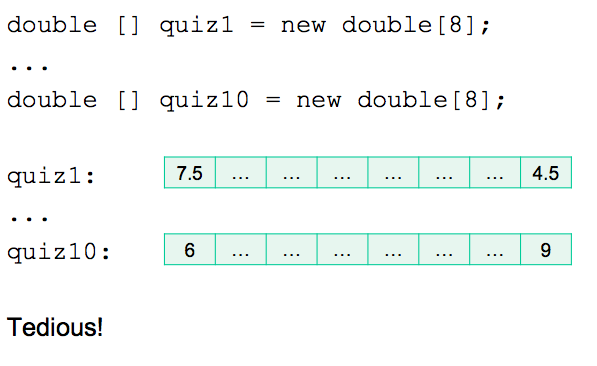 double [] quiz1 = new double[8];
...
double [] quiz10 = new double[8];
quiz1: 7.5 ... ... ... ... ... ... 4.5
...
quiz10: 6 ... ... ... ... ... ... 9
Tedious!